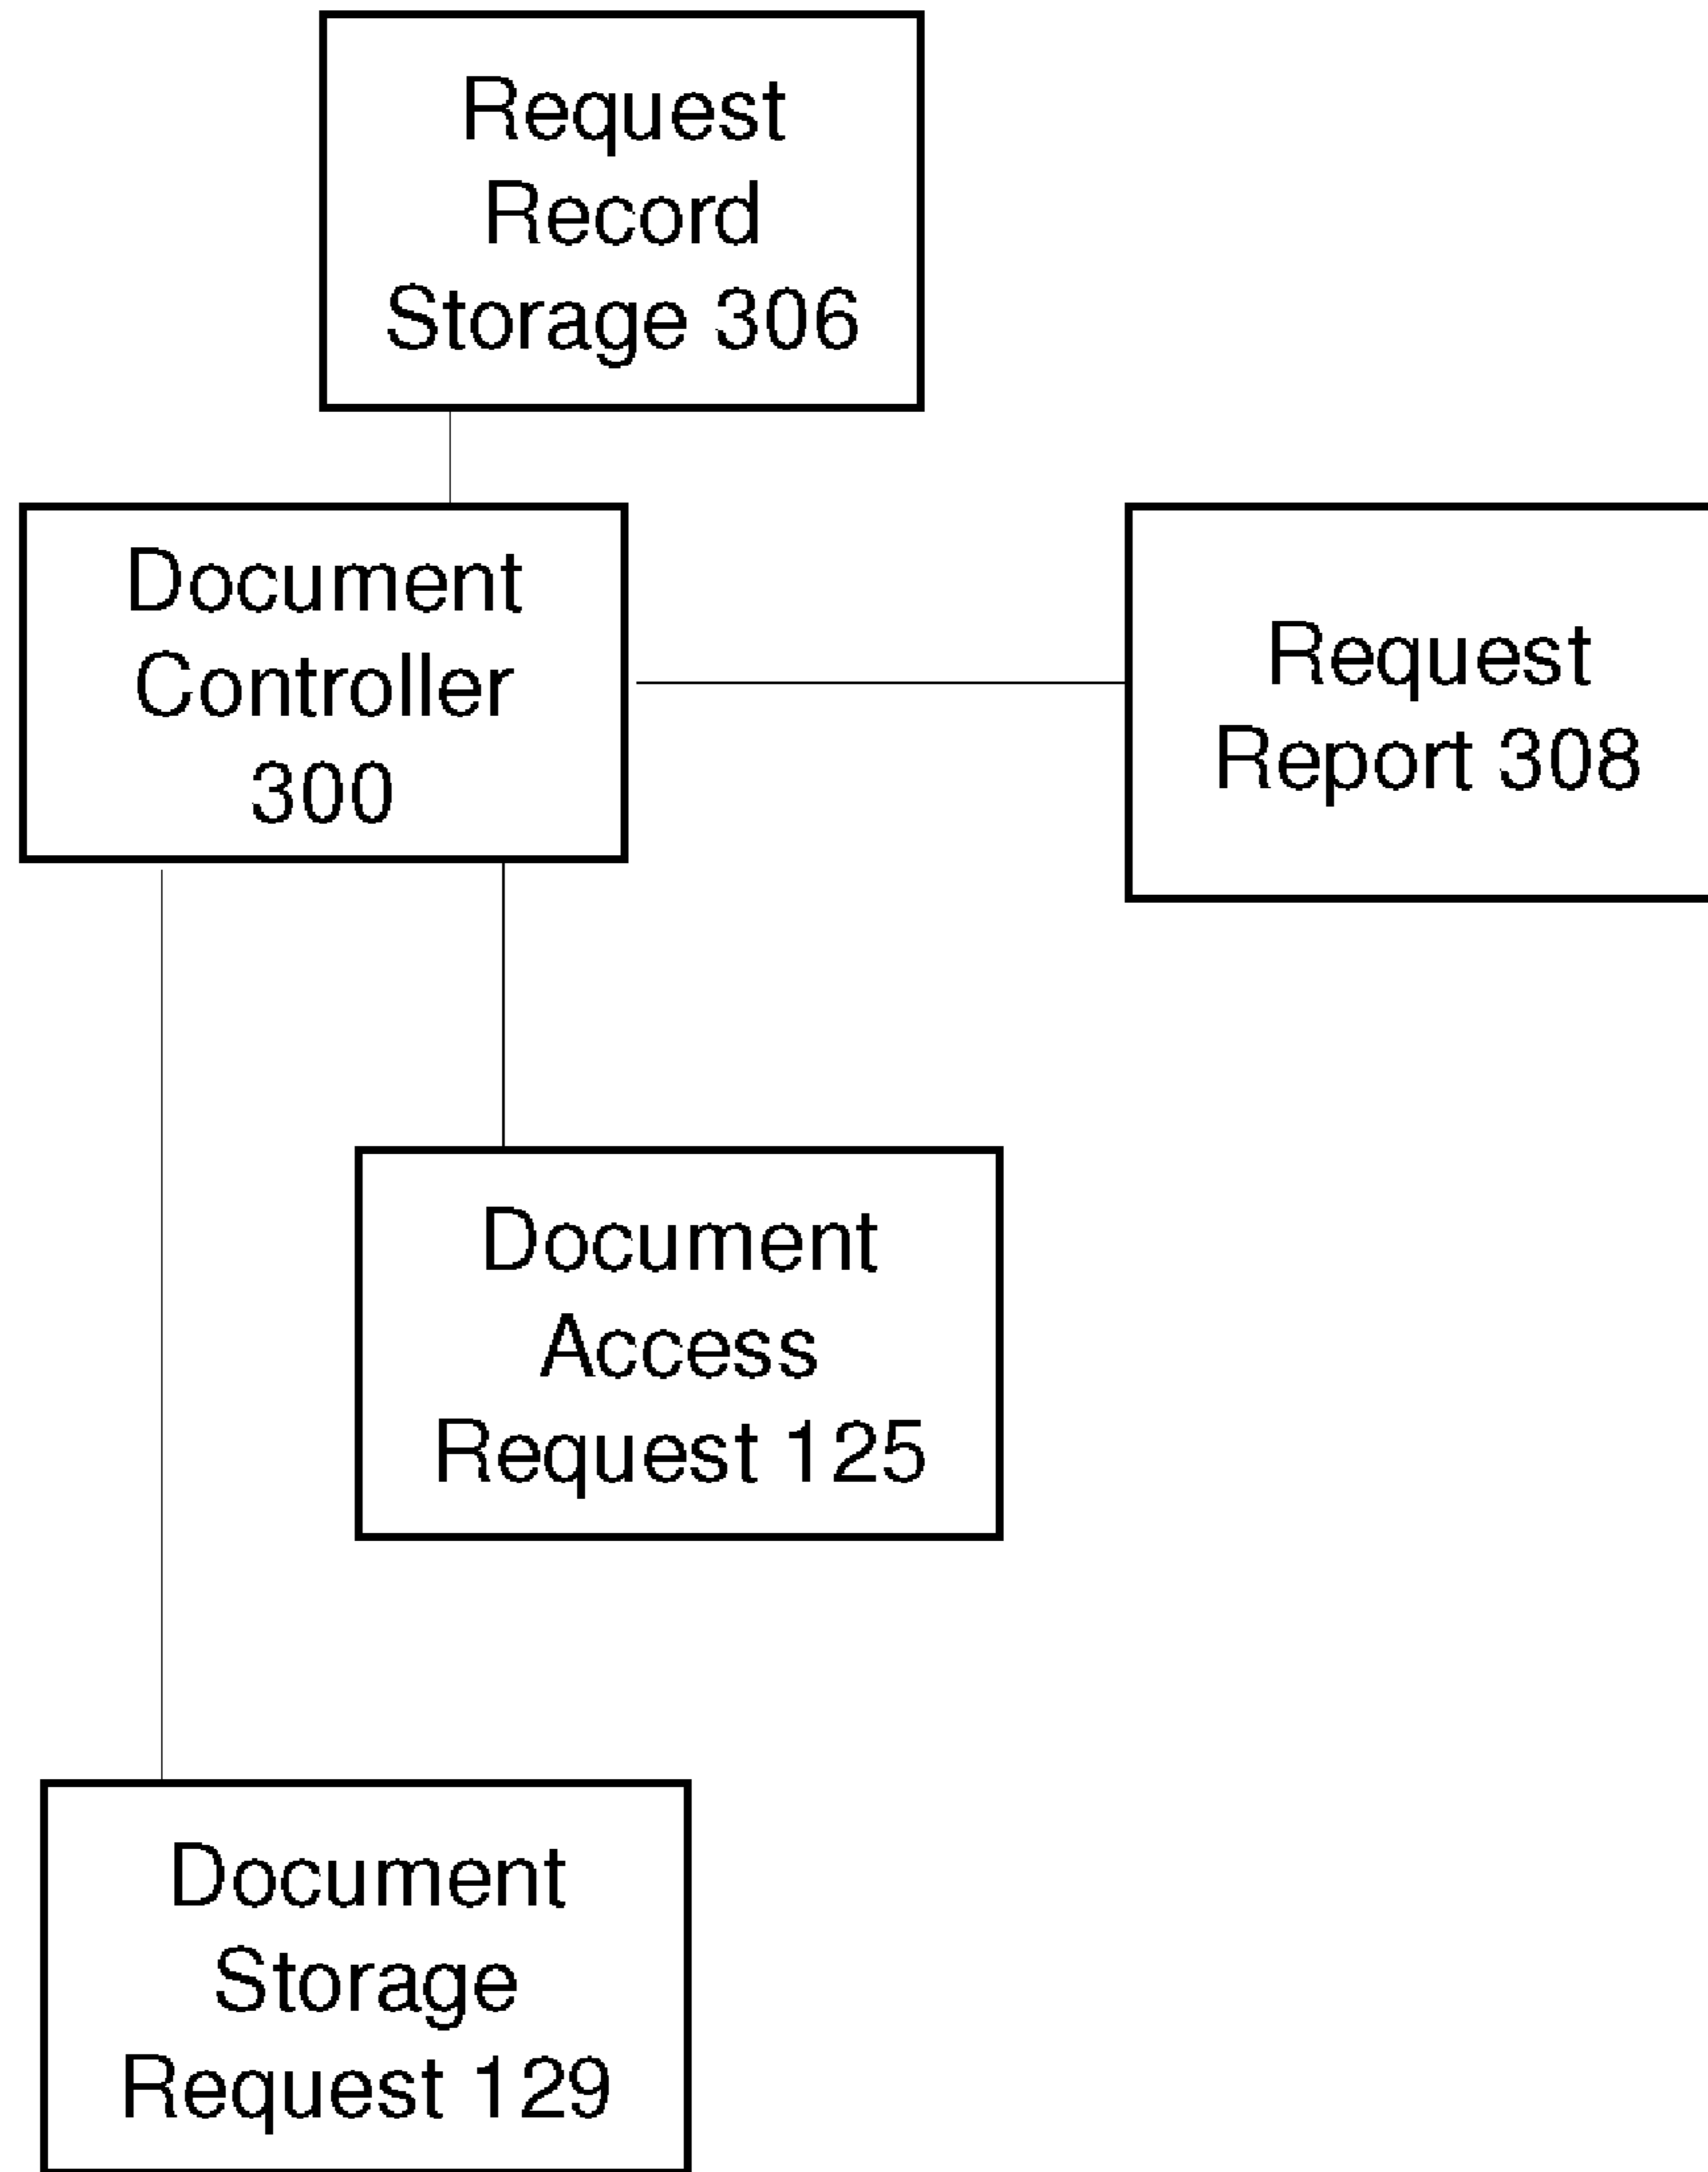 Request
Record
Storage 306
Document
Controller
300
Request
Report 308
Document
Access
Request 125
Document
Storage
Request 129